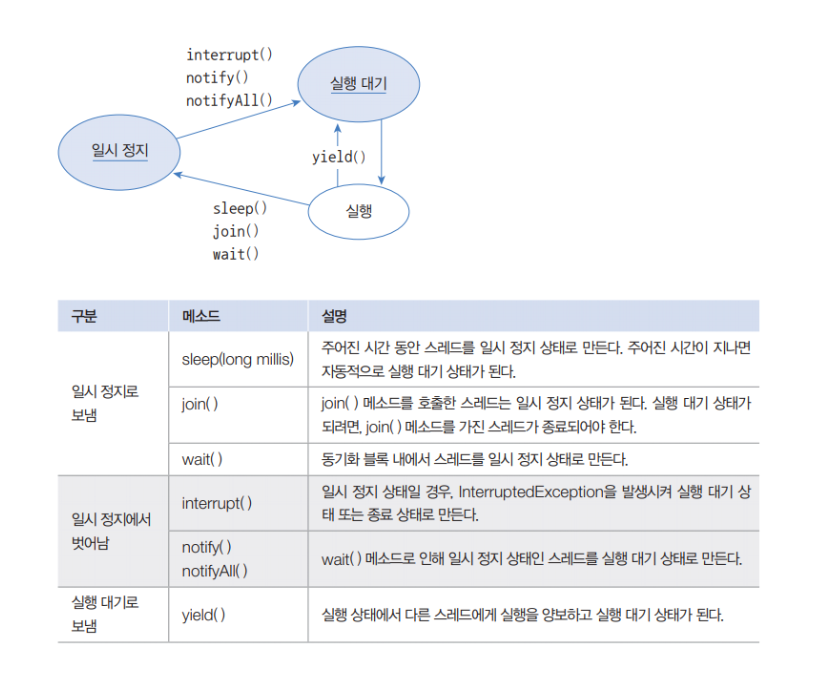 interrupt()
notify()
notifyAll()
실행 대기
일시 정지
yield()
실행
sleep()
join()
wait()
구분 메소드 설명
일시 정지로
보냄
sleep(long millis)
주어진 시간 동안 스레드를 일시 정지 상태로 만든다. 주어진 시간이 지나면
자동적으로 실행 대기 상태가 된다.
join( )
join( ) 메소드를 호출한 스레드는 일시 정지 상태가 된다. 실행 대기 상태가
되려면, join( ) 메소드를 가진 스레드가 종료되어야 한다.
wait( )
동기화 블록 내에서 스레드를 일시 정지 상태로 만든다.
일시 정지에서
벗어남
interrupt( )
일시 정지 상태일 경우, InterruptedException을 발생시켜 실행 대기 상
태 또는 종료 상태로 만든다.
notify( )
notifyAll( )
wait( ) 메소드로 인해 일시 정지 상태인 스레드를 실행 대기 상태로 만든다.
실행 대기로
보냄
yield( )
실행 상태에서 다른 스레드에게 실행을 양보하고 실행 대기 상태가 된다.